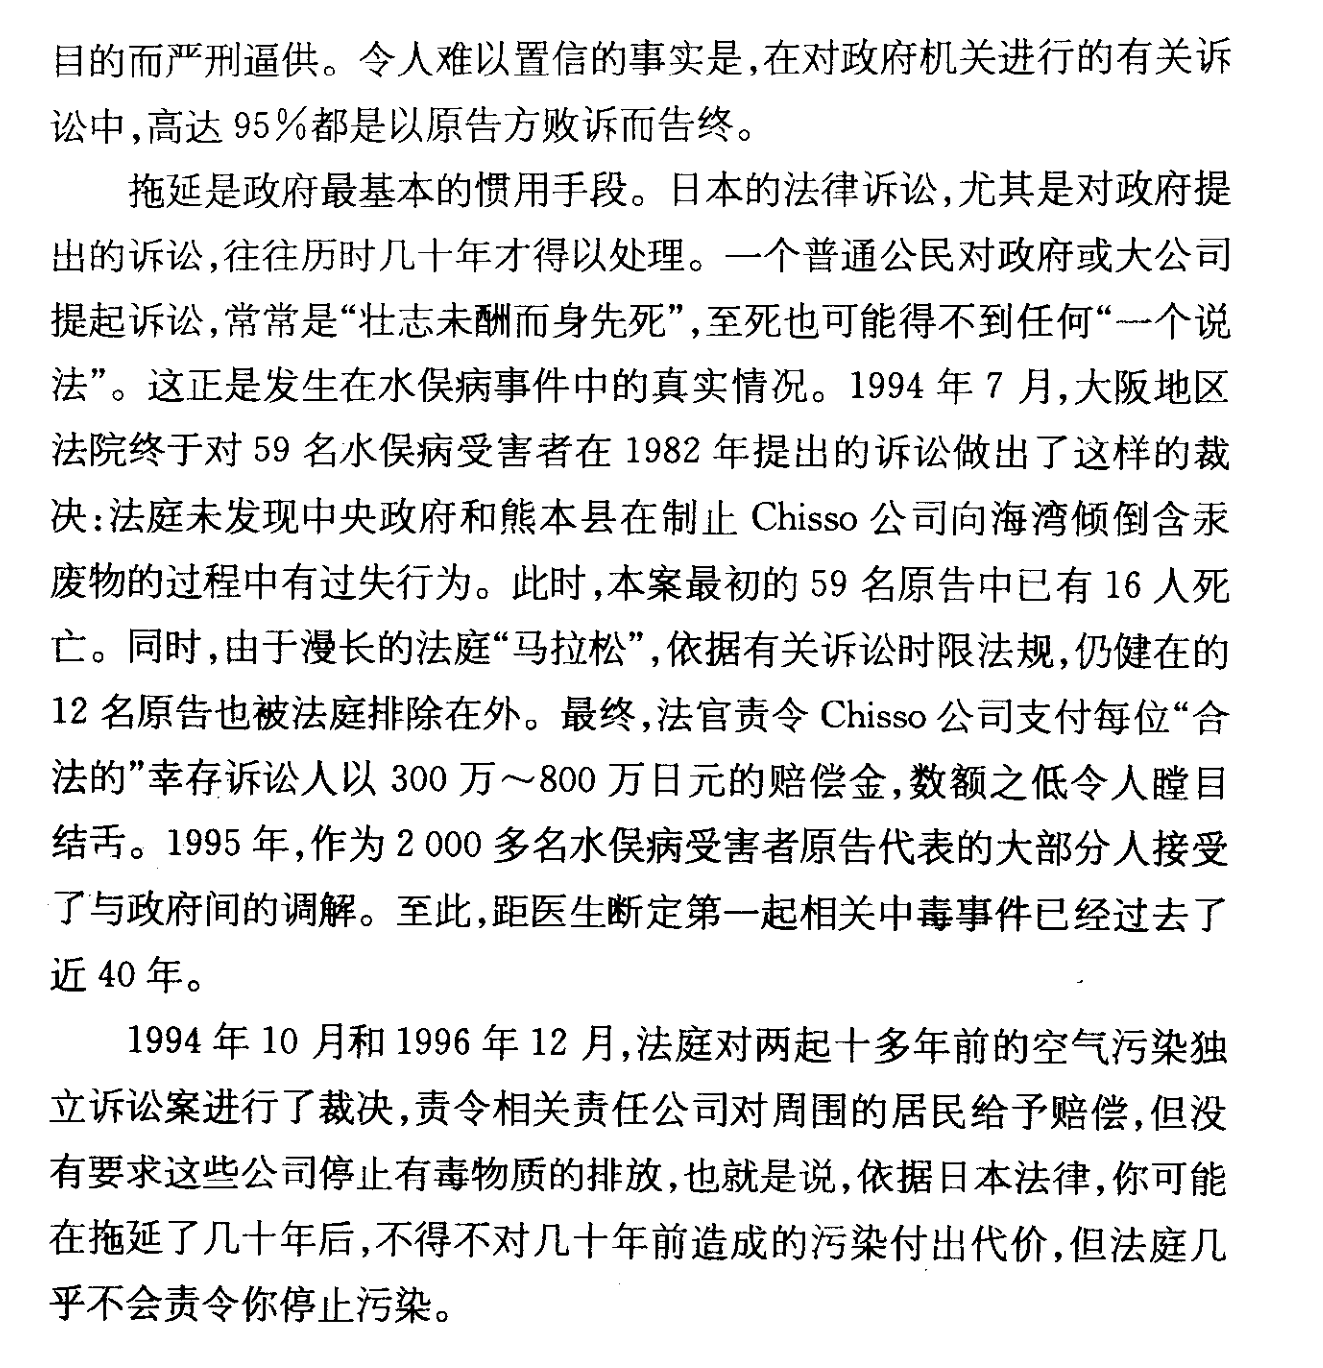 目的而严刑逼供。令人难以置信的事实是,在对政府机关进行的有关诉
讼中,高达 95%都是以原告方败诉而告终。
拖延是政府最基本的惯用手段。日本的法律诉讼,尤其是对政府提
出的诉讼,往往历时几十年才得以处理。一个普通公民对政府或大公司
提起诉讼,常常是“壮志未酬而身先死”,至死也可能得不到任何“一个说
法”。这正是发生在水俣病事件中的真实情况。1994 年 7 月,大阪地区
法院终于对 59 名水俣病受害者在 1982 年提出的诉讼做出了这样的裁
决:法庭未发现中央政府和熊本县在制止 Chisso 公司向海湾倾倒含汞
废物的过程中有过失行为。此时,本案最初的 59 名原告中已有 16 人死
亡。同时,由于漫长的法庭“马拉松”,依据有关诉讼时限法规,仍健在的
12 名原告也被法庭排除在外。最终,法官责令 Chisso 公司支付每位“合
法的”幸存诉讼人以 300 万～800 万日元的赔偿金,数额之低令人瞠目
结舌。1995 年,作为 2 000 多名水俣病受害者原告代表的大部分人接受
了与政府间的调解。至此,距医生断定第一起相关中毒事件已经过去了
近 40 年。
1994 年 10 月和 1996 年 12 月,法庭对两起十多年前的空气污染独
立诉讼案进行了裁决,责令相关责任公司对周围的居民给予赔偿,但没
有要求这些公司停止有毒物质的排放,也就是说,依据日本法律,你可能
在拖延了几十年后,不得不对几十年前造成的污染付出代价,但法庭几
乎不会责令你停止污染。